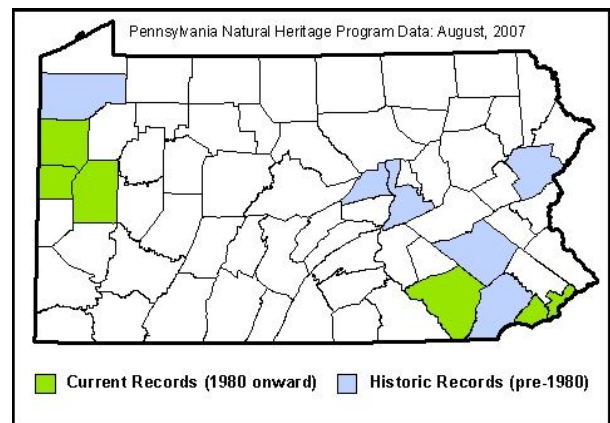 Pennsylvania Natural Heritage Program Data: August, 2007
Current Records (1980 onward)
Historic Records (pre-1980)